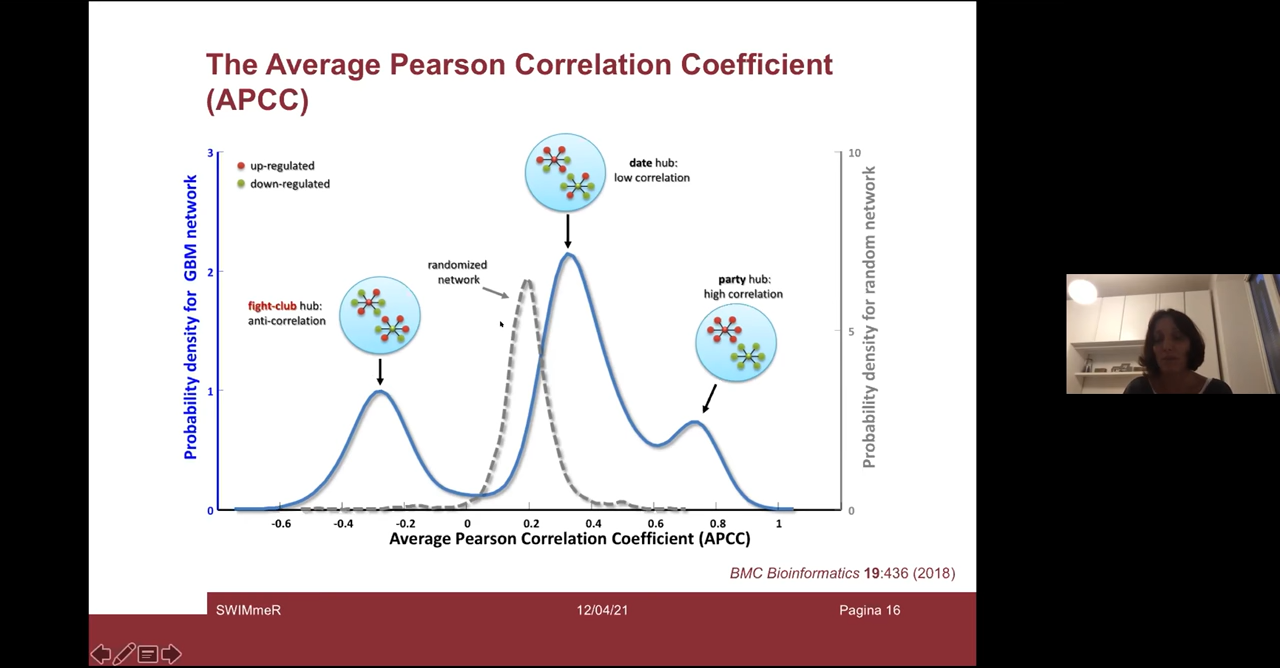 The Average Pearson Correlation Coefficient
(APCC)
3
2
1
0
Probability density for GBM network
up-regulated
down-regulated
fight-club hub:
anti-correlation
randomized
network
date hub:
low correlation
party hub:
high correlation
10
5
0
Probability density for random network
-0.6
-0.4
-0.2
0
0.2
0.4
0.6
0.8
1
Average Pearson Correlation Coefficient (APCC)
BMC Bioinformatics 19:436 (2018)
SWIMmeR
12/04/21
Pagina 16